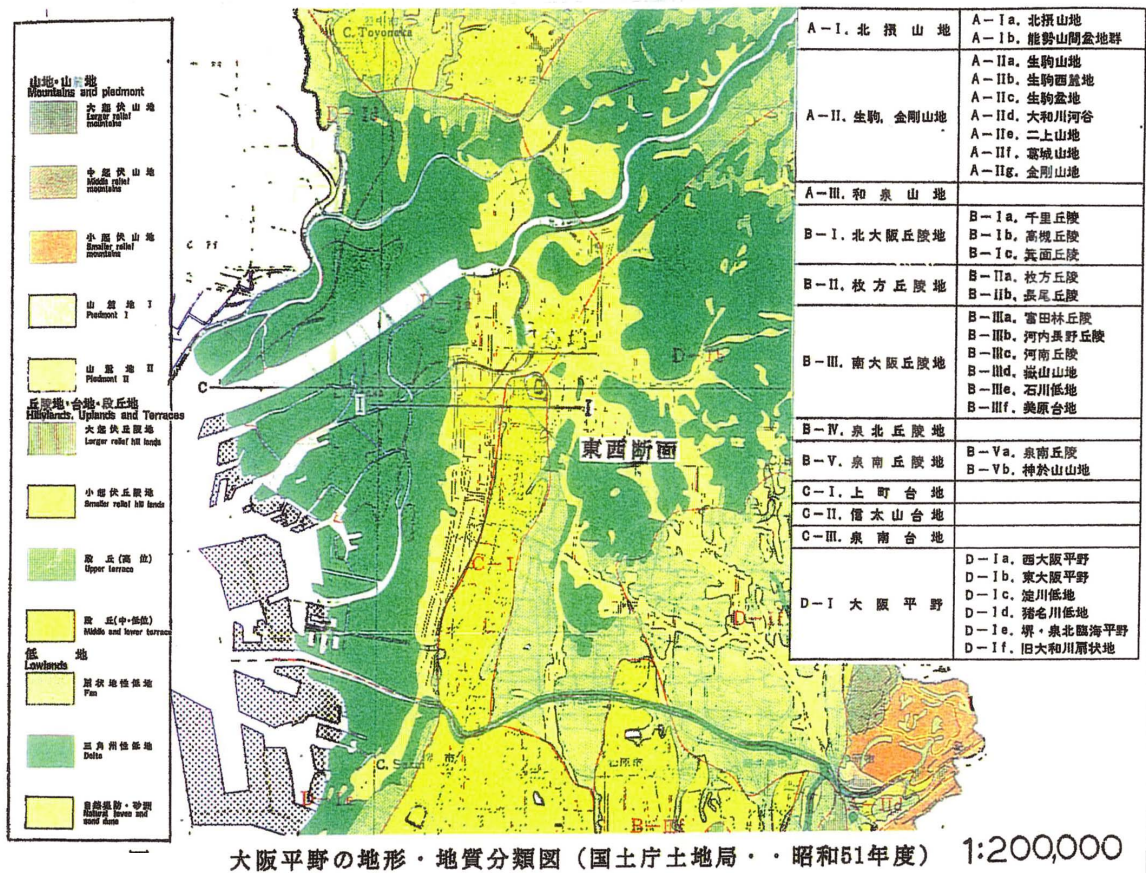 山地・山麓地
Mountains and piedmont
大起伏山地
Larger relief mountains
中起伏山地
Middle relief mountains
小起伏山地
Smaller relief mountains
山麓地 I
Piedmont I
山麓地 II
Piedmont II
丘陵地・台地・段丘地
Hillylands, Uplands and Terraces
大起伏丘陵地
Larger relief hill lands
小起伏丘陵地
Smaller relief hill lands
段丘(高位)
Upper terrace
段丘(中・低位)
Middle and lower terrace
低地
Lowlands
扇状地性低地
Fan
三角州性低地
Delta
自然堤防・砂洲
Natural levee and sand dune
C. Toyonaka
C
I
I
東西断面
C-I
A-I. 北摂山地
A-Ia. 北摂山地
A-Ib. 能勢山間盆地群
A-II. 生駒, 金剛山地
A-IIa. 生駒山地
A-IIb. 生駒西麓地
A-IIc. 生駒盆地
A-IId. 大和川河谷
A-IIe. 二上山地
A-IIf. 葛城山地
A-IIg. 金剛山地
A-III. 和泉山地
B-I. 北大阪丘陵地
B-Ia. 千里丘陵
B-Ib. 高槻丘陵
B-Ic. 箕面丘陵
B-II. 枚方丘陵地
B-IIa. 枚方丘陵
B-IIb. 長尾丘陵
B-III. 南大阪丘陵地
B-IIIa. 富田林丘陵
B-IIIb. 河内長野丘陵
B-IIIc. 河南丘陵
B-IIId. 嶽山山地
B-IIIe. 石川低地
B-IIIf. 美原台地
B-IV. 泉北丘陵地
B-V. 泉南丘陵地
B-Va. 泉南丘陵
B-Vb. 神於山山地
C-I. 上町台地
C-II. 信太山台地
C-III. 泉南台地
D-I 大阪平野
D-Ia. 西大阪平野
D-Ib. 東大阪平野
D-Ic. 淀川低地
D-Id. 猪名川低地
D-Ie. 堺・泉北臨海平野
D-If. 旧大和川扇状地
大阪平野の地形・地質分類図(国土庁土地局・・昭和51年度) 1:200,000